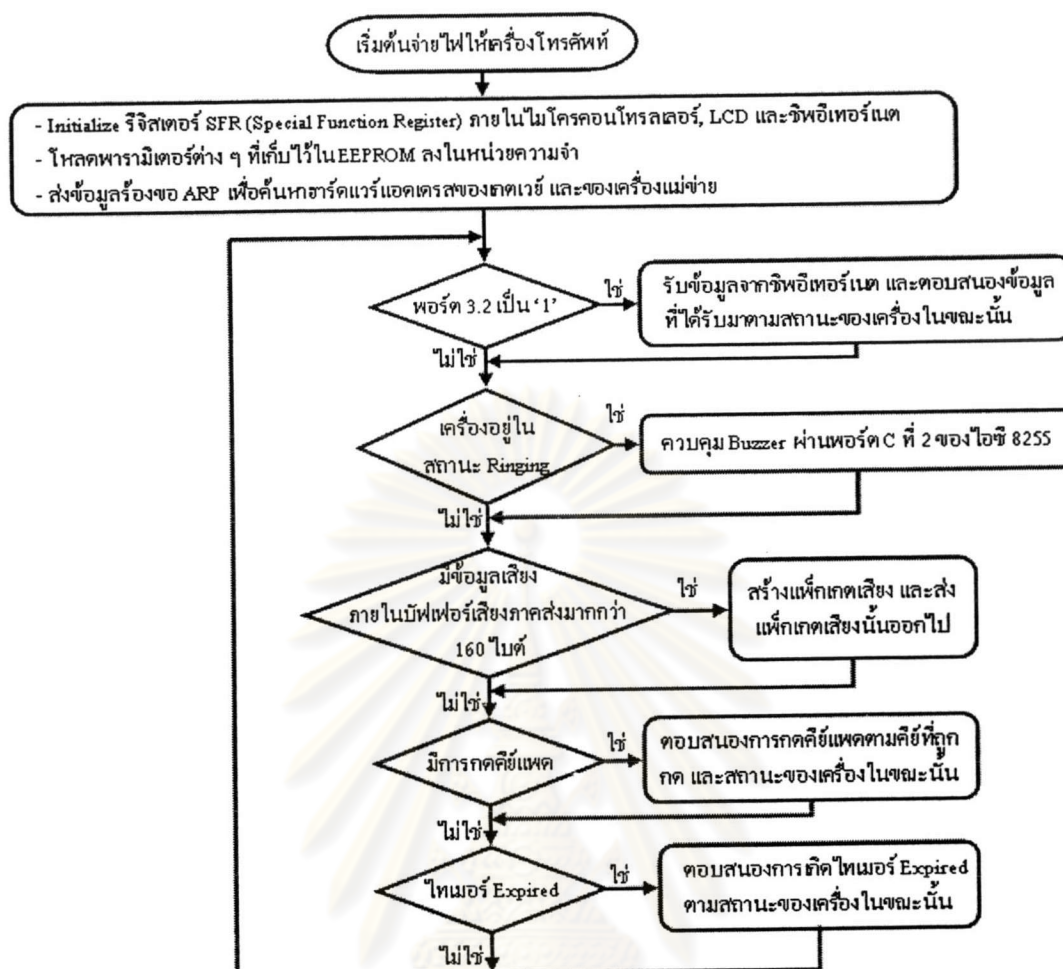 เริ่มต้นจ่ายไฟให้เครื่องโทรศัพท์
- Initialize รีจิสเตอร์ SFR (Special Function Register) ภายในไมโครคอนโทรลเลอร์, LCD และชิพอีเทอร์เนต
- โหลดพารามิเตอร์ต่าง ๆ ที่เก็บไว้ใน EEPROM ลงในหน่วยความจำ
- ส่งข้อมูลร้องขอ ARP เพื่อค้นหาฮาร์ดแวร์แอดเดรสของเกตเวย์ และของเครื่องแม่ข่าย
พอร์ต 3.2 เป็น ‘1’
ใช่
รับข้อมูลจากชิพอีเทอร์เนต และตอบสนองข้อมูล
ที่ได้รับมาตามสถานะของเครื่องในขณะนั้น
ไม่ใช่
เครื่องอยู่ใน
สถานะ Ringing
ใช่
ควบคุม Buzzer ผ่านพอร์ต C ที่ 2 ของไอซี 8255
ไม่ใช่
มีข้อมูลเสียง
ภายในบัฟเฟอร์เสียงภาคส่งมากกว่า
160 ไบต์
ใช่
สร้างแพ็กเกตเสียง และส่ง
แพ็กเกตเสียงนั้นออกไป
ไม่ใช่
มีการกดคีย์แพด
ใช่
ตอบสนองการกดคีย์แพดตามคีย์ที่ถูก
กด และสถานะของเครื่องในขณะนั้น
ไม่ใช่
ไทเมอร์ Expired
ใช่
ตอบสนองการเกิดไทเมอร์ Expired
ตามสถานะของเครื่องในขณะนั้น
ไม่ใช่